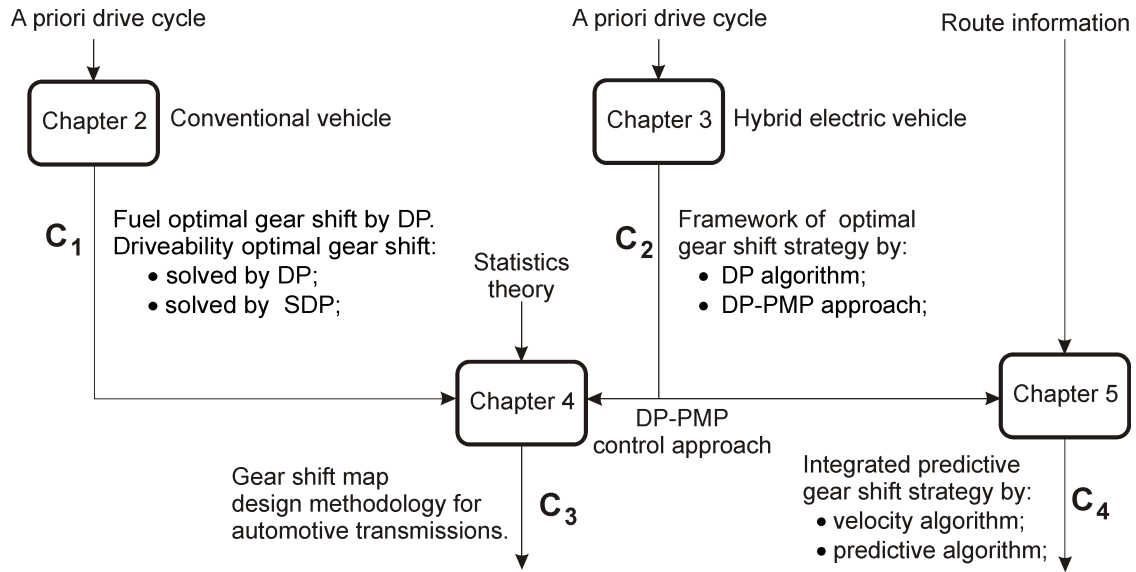 A priori drive cycle
A priori drive cycle
Route information
Chapter 2
Conventional vehicle
Chapter 3
Hybrid electric vehicle
C1
Fuel optimal gear shift by DP.
Driveability optimal gear shift:
• solved by DP;
• solved by SDP;
Statistics
theory
C2
Framework of optimal
gear shift strategy by:
• DP algorithm;
• DP-PMP approach;
Chapter 4
Chapter 5
DP-PMP
control approach
Gear shift map
design methodology for
automotive transmissions.
C3
Integrated predictive
gear shift strategy by:
• velocity algorithm;
• predictive algorithm;
C4